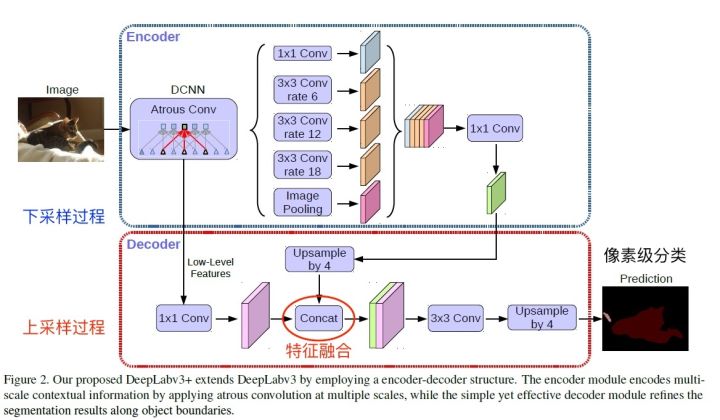 Encoder
Image
DCNN
Atrous Conv
1x1 Conv
3x3 Conv
rate 6
3x3 Conv
rate 12
3x3 Conv
rate 18
Image
Pooling
1x1 Conv
下采样过程
Decoder
Low-Level
Features
Upsample
by 4
像素级分类
Prediction
上采样过程
1x1 Conv
Concat
特征融合
3x3 Conv
Upsample
by 4
Figure 2. Our proposed DeepLabv3+ extends DeepLabv3 by employing a encoder-decoder structure. The encoder module encodes multi-
scale contextual information by applying atrous convolution at multiple scales, while the simple yet effective decoder module refines the
segmentation results along object boundaries.